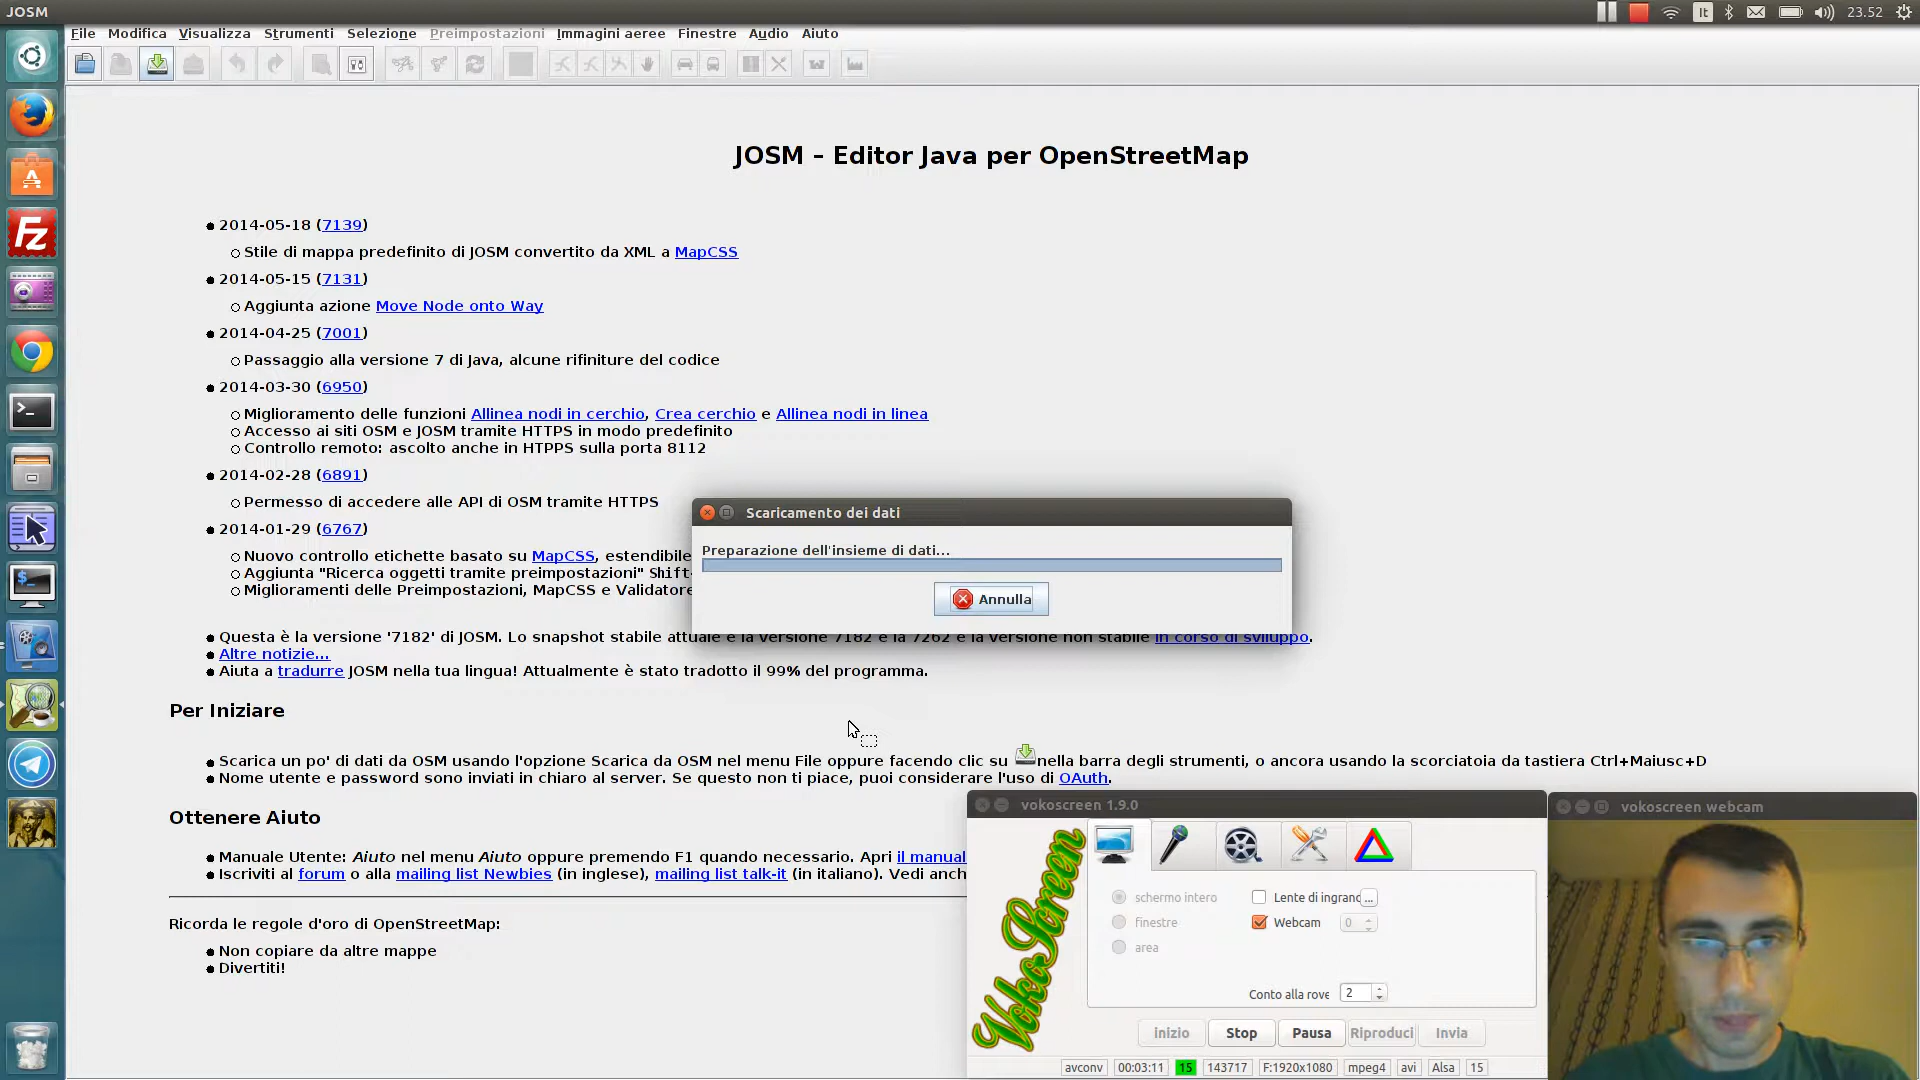 JOSM
It
23.52
File Modifica Visualizza Strumenti Selezione Preimpostazioni Immagini aeree Finestre Audio Aiuto
JOSM – Editor Java per OpenStreetMap
2014-05-18 (7139)
Stile di mappa predefinito di JOSM convertito da XML a MapCSS
2014-05-15 (7131)
Aggiunta azione Move Node onto Way
2014-04-25 (7001)
Passaggio alla versione 7 di Java, alcune rifiniture del codice
2014-03-30 (6950)
Miglioramento delle funzioni Allinea nodi in cerchio, Crea cerchio e Allinea nodi in linea
Accesso ai siti OSM e JOSM tramite HTTPS in modo predefinito
Controllo remoto: ascolto anche in HTPPS sulla porta 8112
2014-02-28 (6891)
Permesso di accedere alle API di OSM tramite HTTPS
2014-01-29 (6767)
Nuovo controllo etichette basato su MapCSS, estendibile
Aggiunta "Ricerca oggetti tramite preimpostazioni" Shift-
Miglioramenti delle Preimpostazioni, MapCSS e Validatore
Scaricamento dei dati
Preparazione dell'insieme di dati...
Annulla
Questa è la versione '7182' di JOSM. Lo snapshot stabile attuale è la versione 7182 e la 7262 è la versione non stabile in corso di sviluppo.
Altre notizie...
Aiuta a tradurre JOSM nella tua lingua! Attualmente è stato tradotto il 99% del programma.
Per Iniziare
Scarica un po' di dati da OSM usando l'opzione Scarica da OSM nel menu File oppure facendo clic su nella barra degli strumenti, o ancora usando la scorciatoia da tastiera Ctrl+Maiusc+D
Nome utente e password sono inviati in chiaro al server. Se questo non ti piace, puoi considerare l'uso di OAuth.
Ottenere Aiuto
Manuale Utente: Aiuto nel menu Aiuto oppure premendo F1 quando necessario. Apri il manual
Iscriviti al forum o alla mailing list Newbies (in inglese), mailing list talk-it (in italiano). Vedi anch
Ricorda le regole d'oro di OpenStreetMap:
Non copiare da altre mappe
Divertiti!
vokoscreen 1.9.0
VokoScreen
schermo intero
Lente di ingranc ...
finestre
Webcam 0
area
Conto alla rove 2
inizio Stop Pausa Riproduci Invia
avconv 00:03:11 15 143717 F:1920x1080 mpeg4 avi Alsa 15
vokoscreen webcam